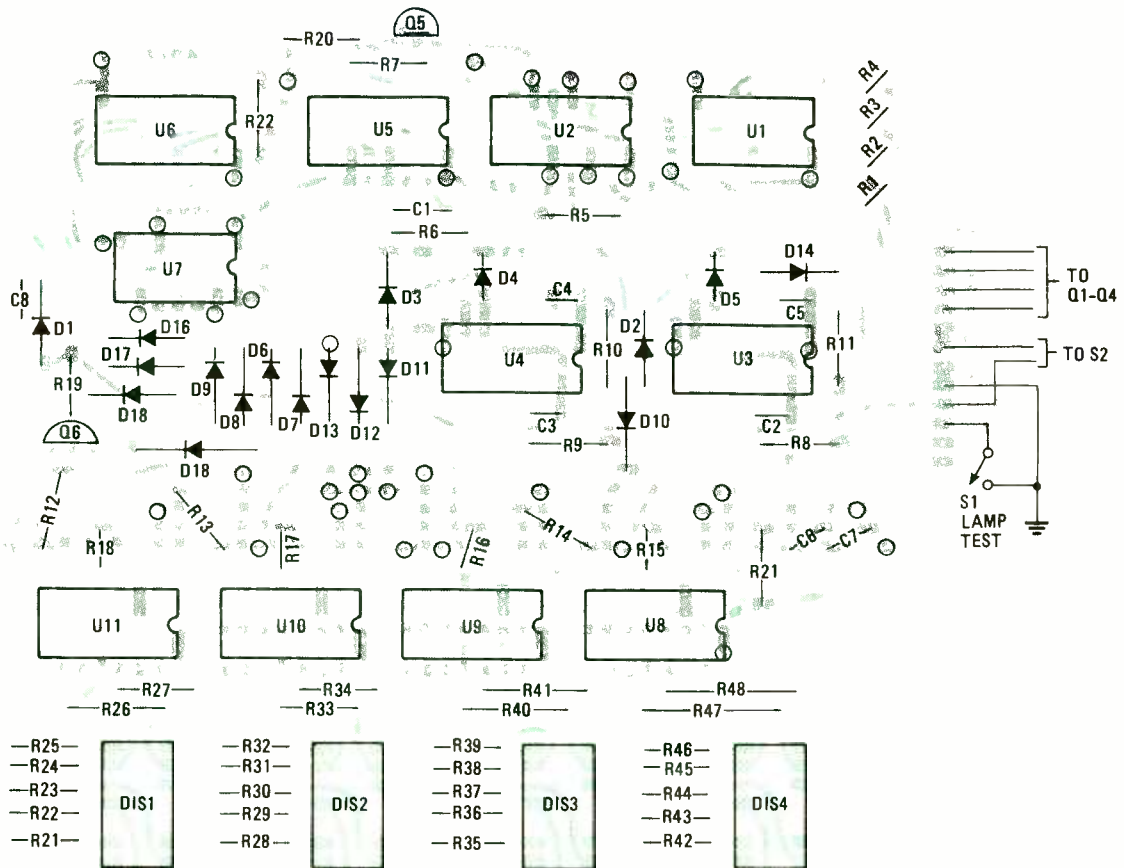 Q5
R20
R7
R4
R3
R2
R1
U6
R22
U5
U2
U1
C1
R6
R5
U7
D4
D14
D3
C4
D5
C5
TO
Q1-Q4
C8
D1
D16
D17
R19
D18
D9
D6
D8
D7
D13
D12
D11
U4
R10
D2
U3
R11
TO S2
Q6
D18
C3
R9
D10
C2
R8
S1
LAMP
TEST
R12
R13
R14
R18
R17
R16
R15
R21
C6
C7
U11
U10
U9
U8
R27
R34
R41
R48
R26
R33
R40
R47
R25
R32
R39
R46
R24
R31
R38
R45
R23
R30
R37
R44
R22
R29
R36
R43
R21
R28
R35
R42
DIS1
DIS2
DIS3
DIS4